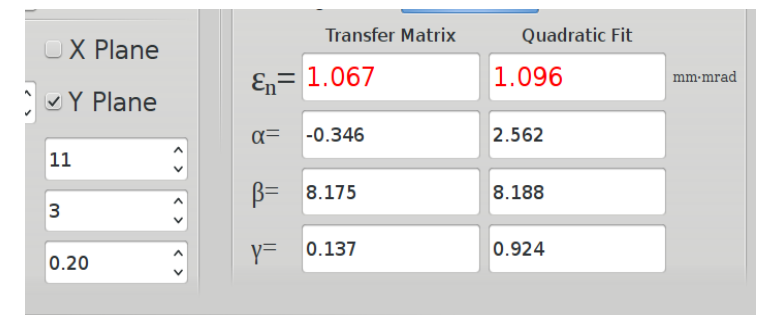 Transfer Matrix Quadratic Fit
X Plane
εn= 1.067 1.096 mm·mrad
Y Plane
α= -0.346 2.562
11
β= 8.175 8.188
3
γ= 0.137 0.924
0.20